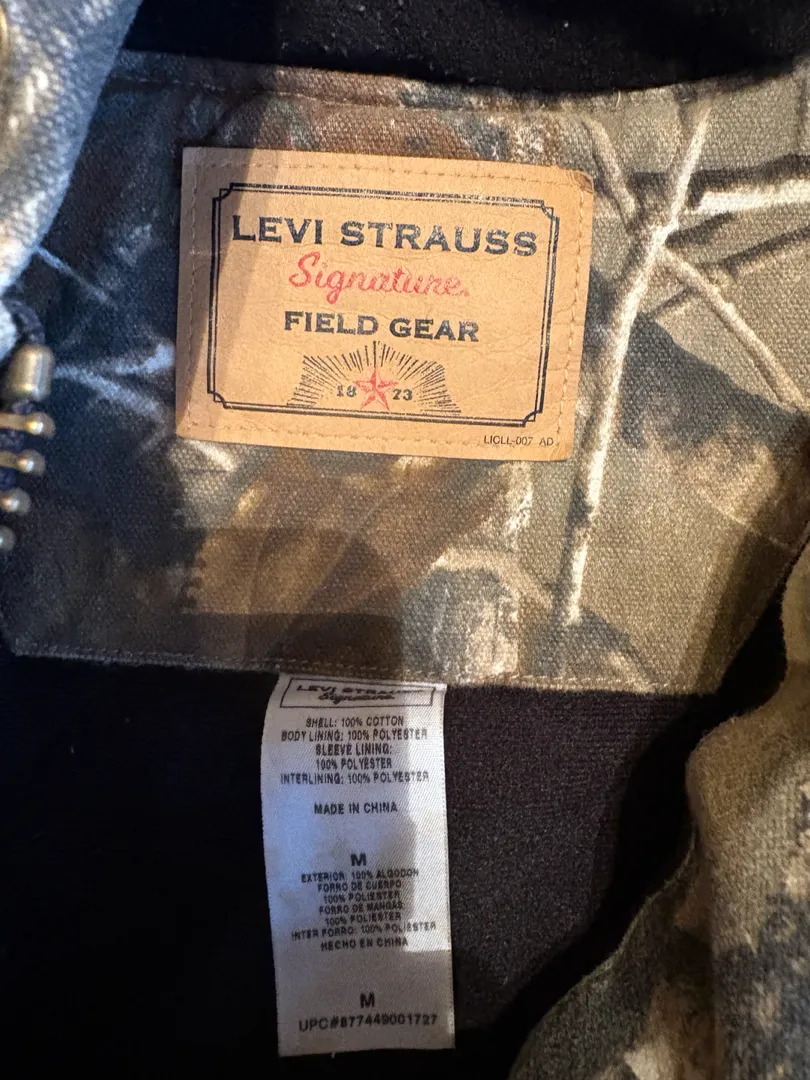 LEVI STRAUSS
Signature.
FIELD GEAR
18 73
LICLL-007 AD
LEVI STRAUSS
Signature
SHELL: 100% COTTON
BODY LINING: 100% POLYESTER
SLEEVE LINING:
100% POLYESTER
INTERLINING: 100% POLYESTER
MADE IN CHINA
M
EXTERIOR: 100% ALGODON
FORRO DE CUERPO
100% POLIESTER
FORRO DE MANGAS:
100% POLIESTER
INTER FORRO: 100% POLIESTER
HECHO EN CHINA
M
UPC#877449001727